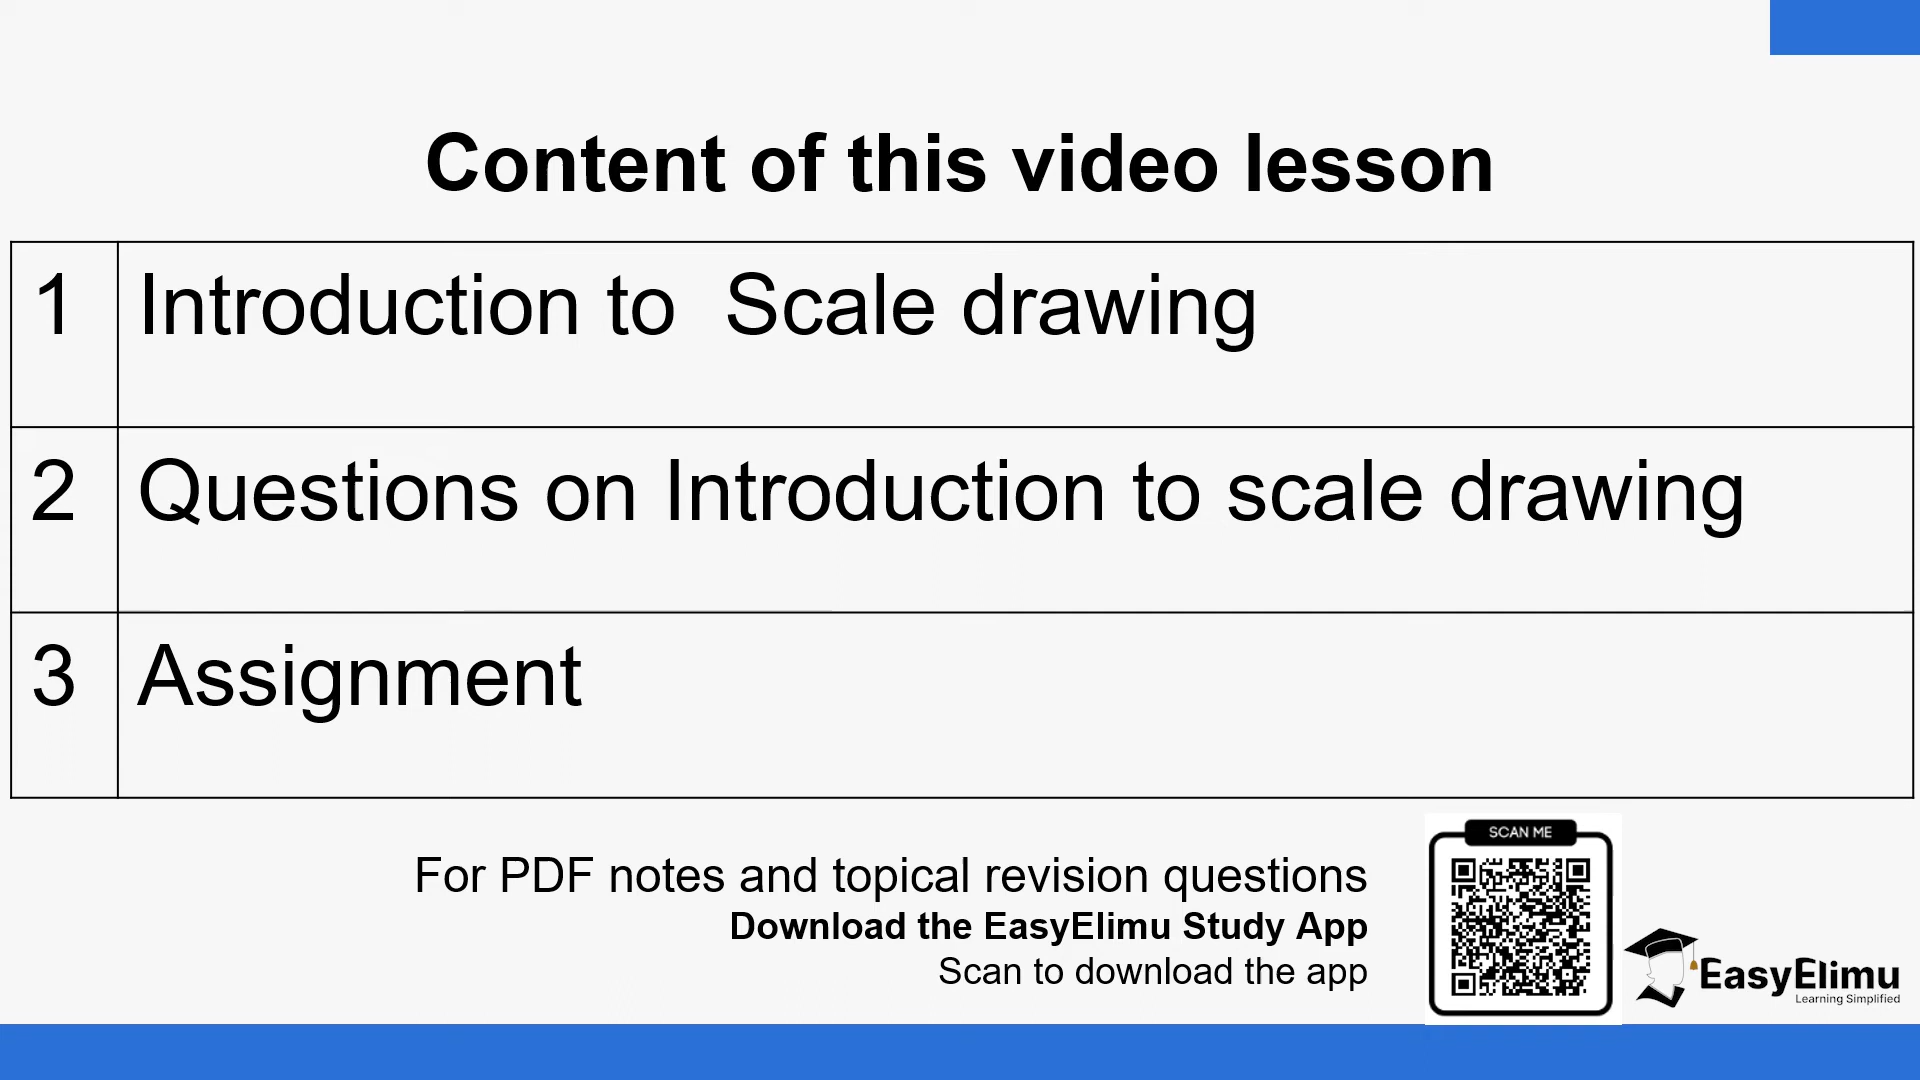 Content of this video lesson
1 Introduction to  Scale drawing
2 Questions on Introduction to scale drawing
3 Assignment
For PDF notes and topical revision questions
Download the EasyElimu Study App
Scan to download the app
SCAN ME
EasyElimu
Learning Simplified